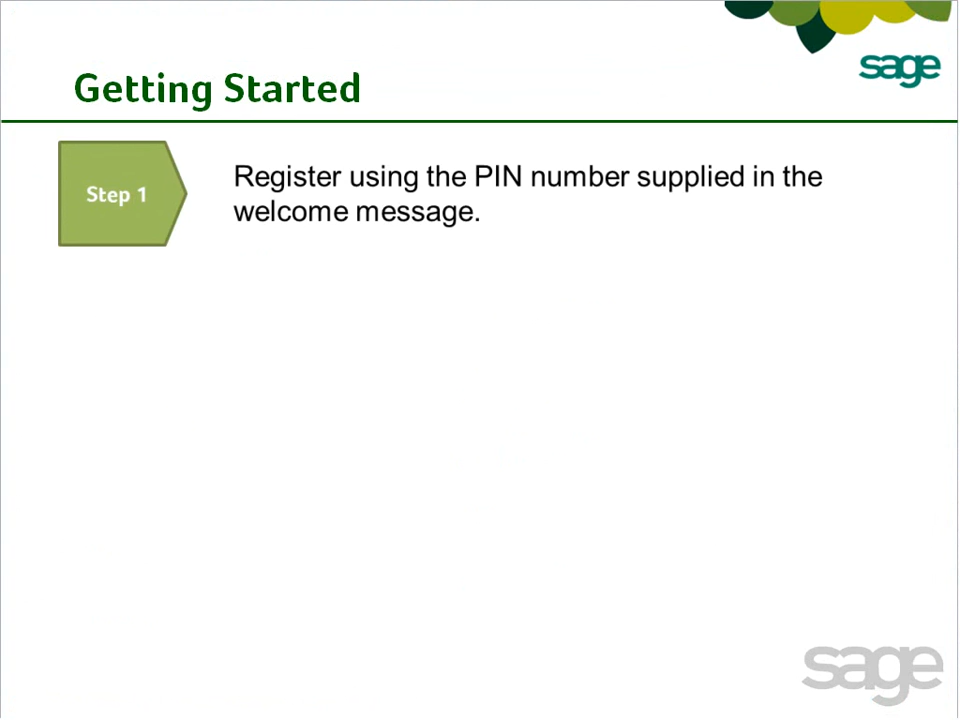 sage
Getting Started
Step 1
Register using the PIN number supplied in the
welcome message.
sage